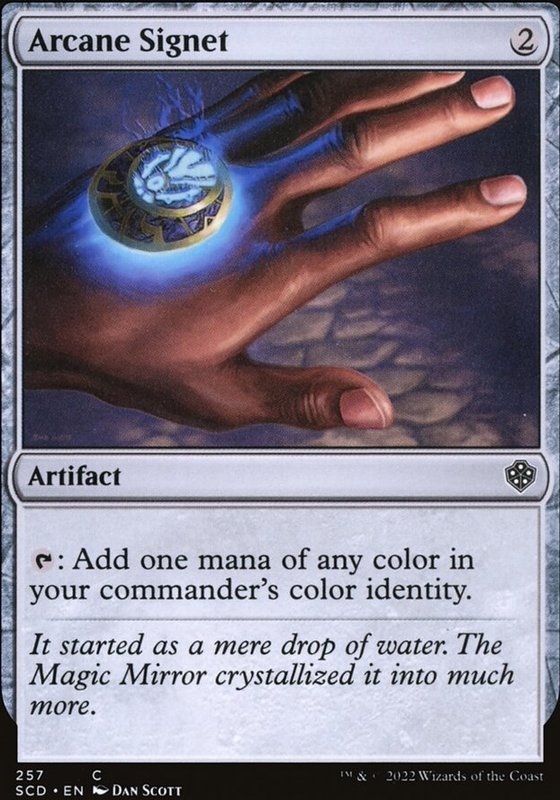 Arcane Signet 2
Artifact
: Add one mana of any color in
your commander's color identity.
It started as a mere drop of water. The
Magic Mirror crystallized it into much
more.
257 C
SCD • EN Dan Scott
™ & © 2022 Wizards of the Coast